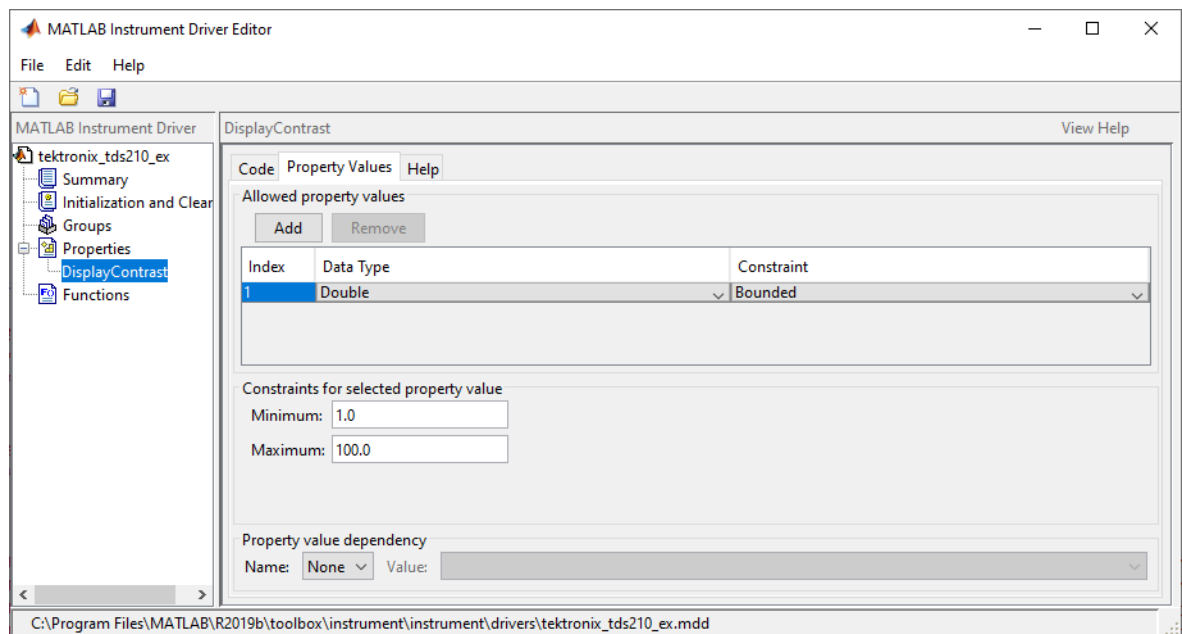 MATLAB Instrument Driver Editor
File Edit Help
MATLAB Instrument Driver
DisplayContrast
View Help
tektronix_tds210_ex
Summary
Initialization and Clear
Groups
Properties
DisplayContrast
Functions
Code Property Values Help
Allowed property values
Add Remove
Index Data Type Constraint
1 Double Bounded
Constraints for selected property value
Minimum: 1.0
Maximum: 100.0
Property value dependency
Name: None Value:
C:\Program Files\MATLAB\R2019b\toolbox\instrument\instrument\drivers\tektronix_tds210_ex.mdd